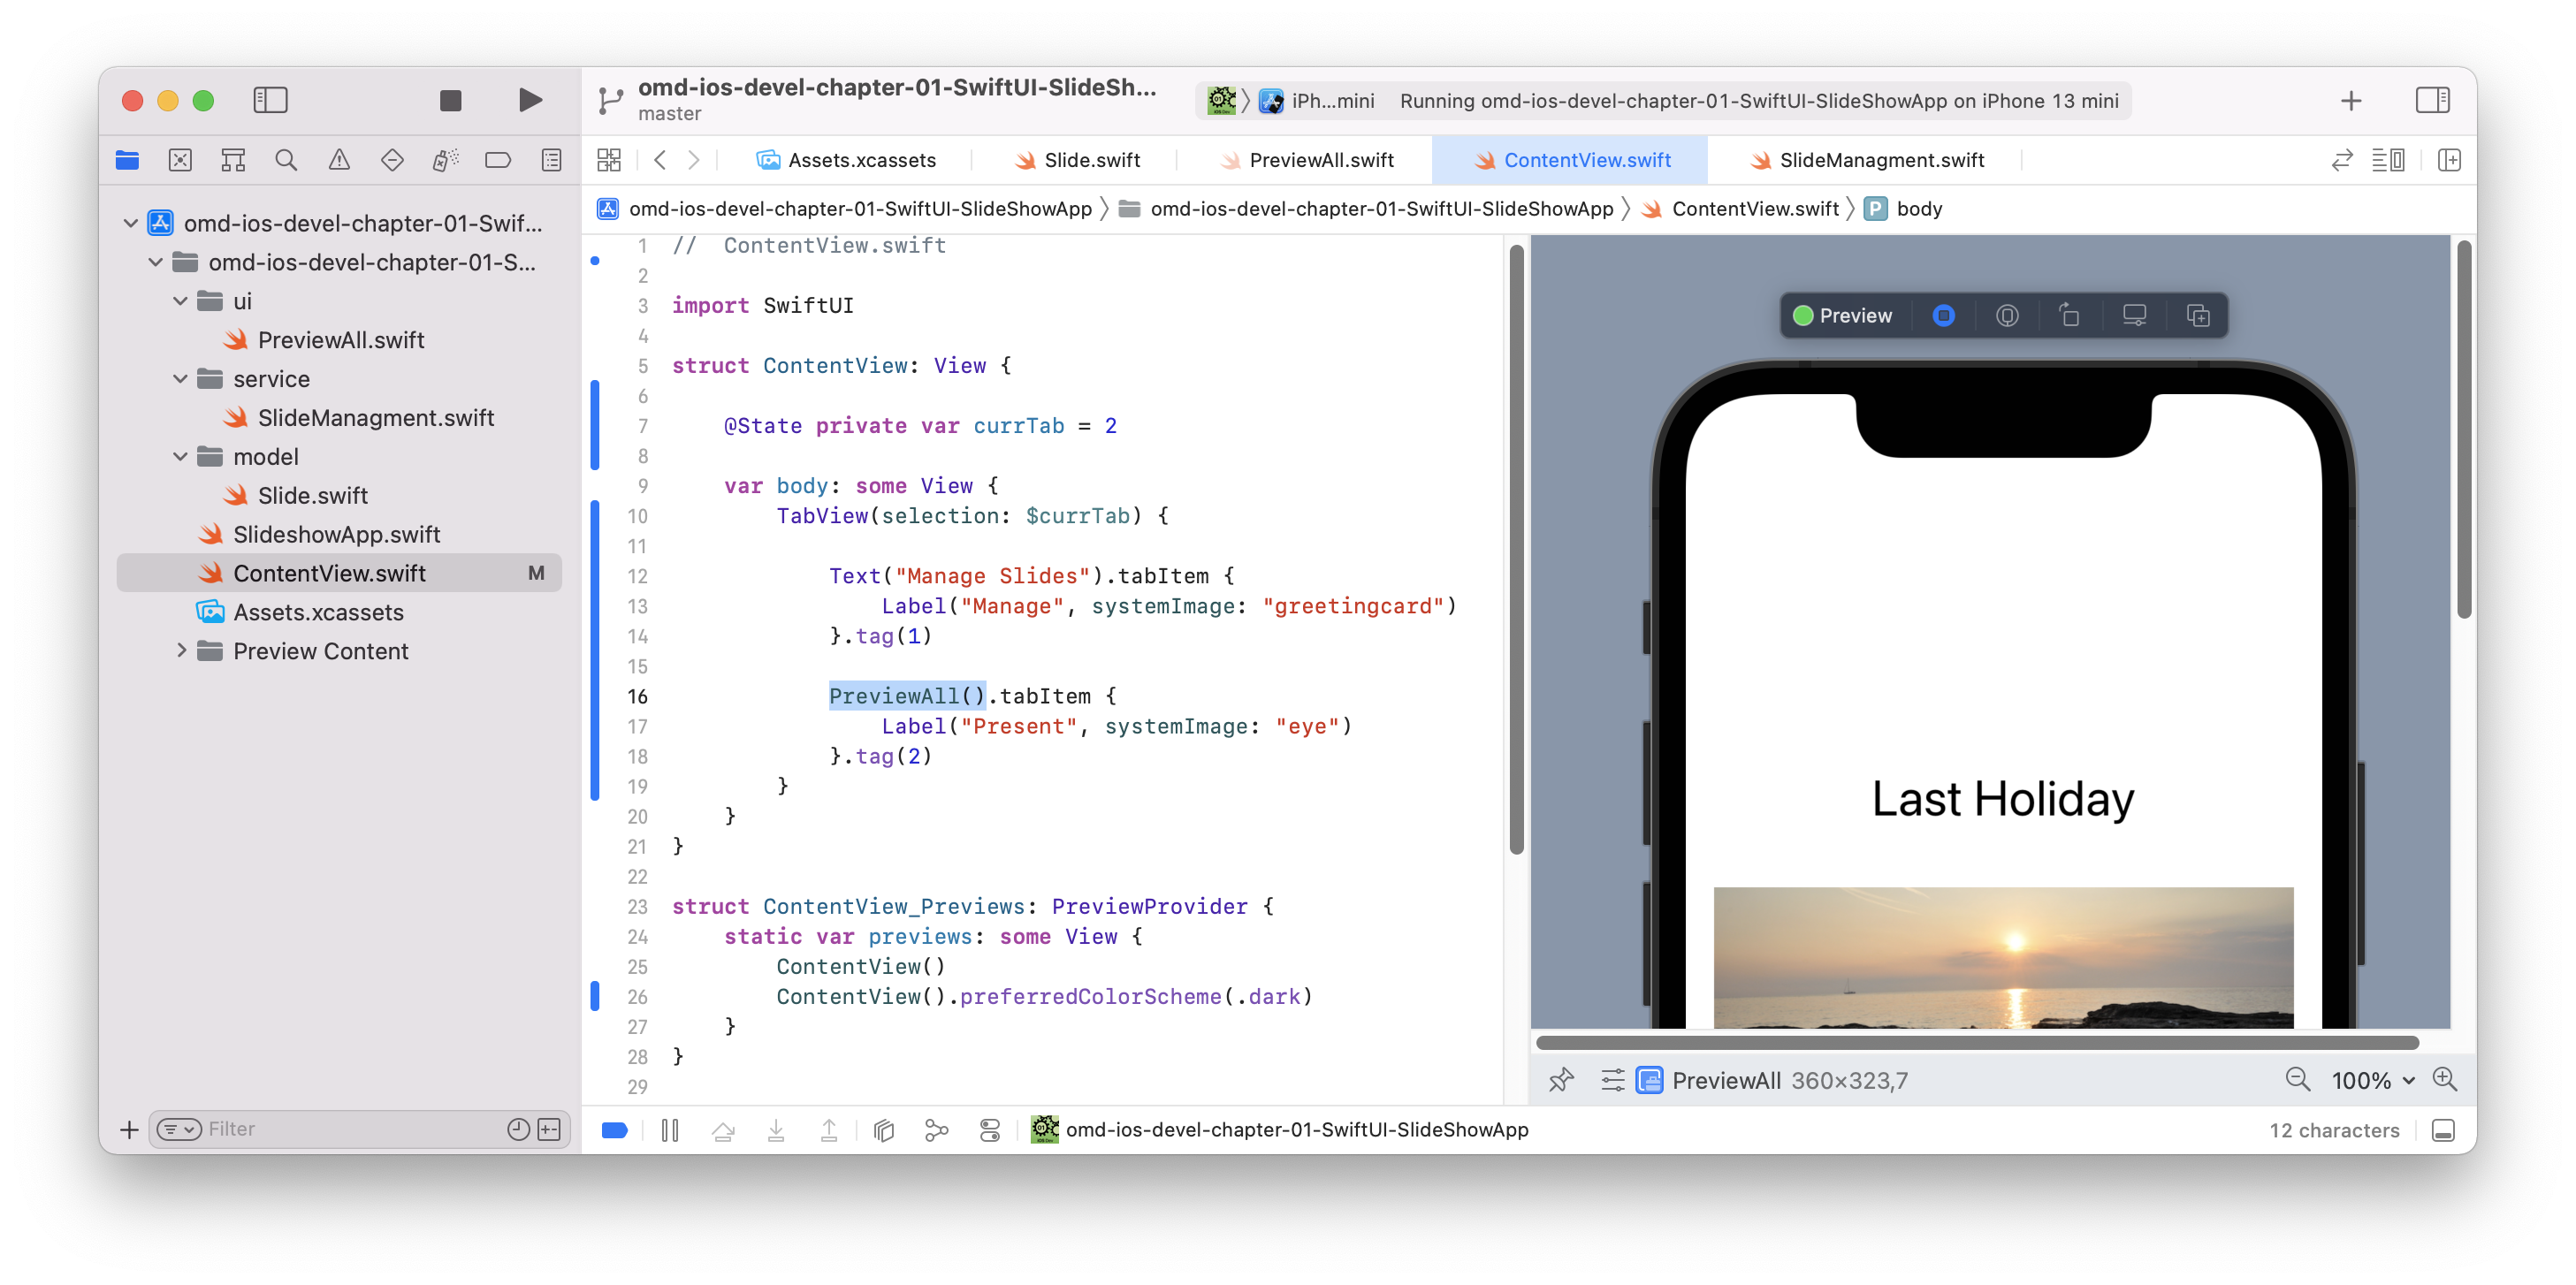 omd-ios-devel-chapter-01-SwiftUI-SlideSh...
master
iPh...mini
Running omd-ios-devel-chapter-01-SwiftUI-SlideShowApp on iPhone 13 mini
Assets.xcassets
Slide.swift
PreviewAll.swift
ContentView.swift
SlideManagment.swift
omd-ios-devel-chapter-01-SwiftUI-SlideShowApp
omd-ios-devel-chapter-01-SwiftUI-SlideShowApp
ContentView.swift
P body
omd-ios-devel-chapter-01-Swif...
omd-ios-devel-chapter-01-S...
ui
PreviewAll.swift
service
SlideManagment.swift
model
Slide.swift
SlideshowApp.swift
ContentView.swift M
Assets.xcassets
Preview Content
Filter
1 //  ContentView.swift
2
3 import SwiftUI
4
5 struct ContentView: View {
6
7     @State private var currTab = 2
8
9     var body: some View {
10         TabView(selection: $currTab) {
11
12             Text("Manage Slides").tabItem {
13                 Label("Manage", systemImage: "greetingcard")
14             }.tag(1)
15
16             PreviewAll().tabItem {
17                 Label("Present", systemImage: "eye")
18             }.tag(2)
19         }
20     }
21 }
22
23 struct ContentView_Previews: PreviewProvider {
24     static var previews: some View {
25         ContentView()
26         ContentView().preferredColorScheme(.dark)
27     }
28 }
29
Preview
Last Holiday
PreviewAll 360×323,7
100%
omd-ios-devel-chapter-01-SwiftUI-SlideShowApp
12 characters